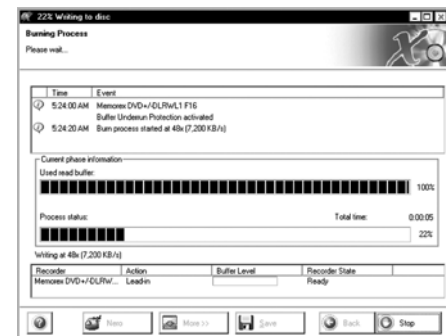 22% Writing to disc
Burning Process
Please wait...
Time Event
5:24:00 AM Memorex DVD+/-DLRWL1 F16
Buffer Underrun Protection activated
5:24:20 AM Burn process started at 48x (7,200 KB/s)
Current phase information
Used read buffer:
100%
Process status: Total time: 0:00:05
22%
Writing at 48x (7,200 KB/s)
Recorder Action Buffer Level Recorder State
Memorex DVD+/-DLRW... Lead-in Ready
Nero More >> Save Back Stop